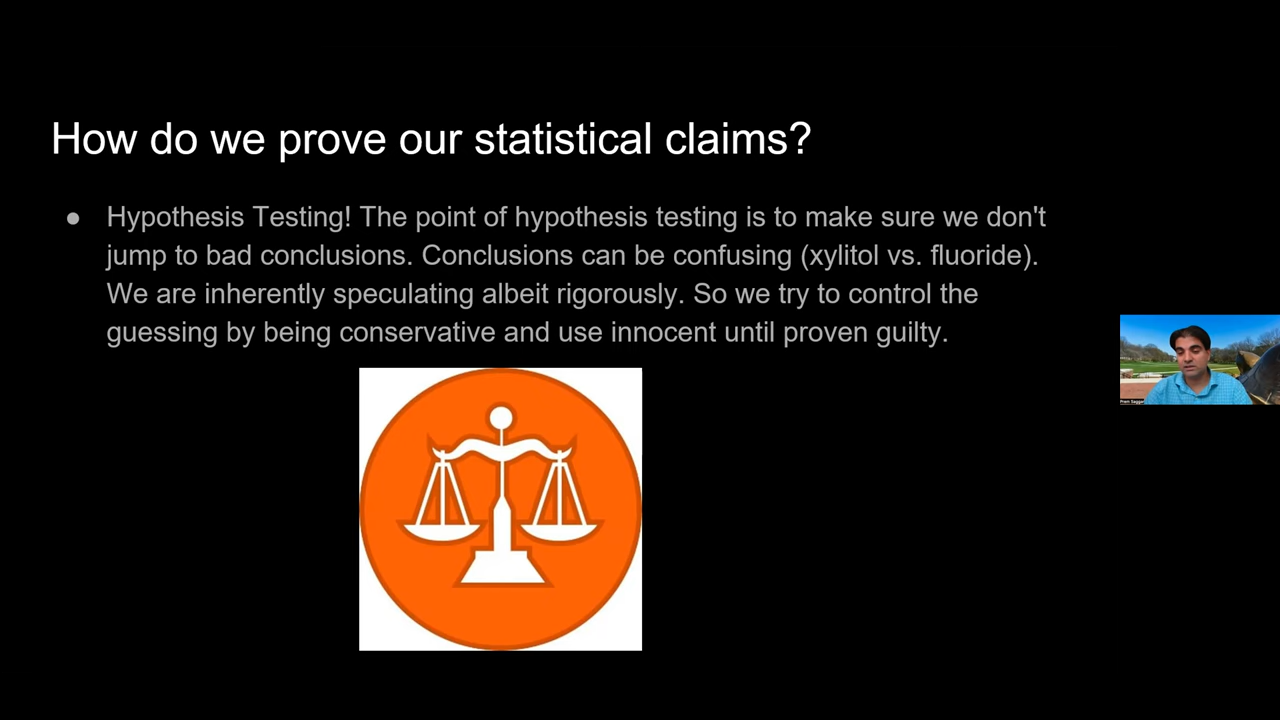 How do we prove our statistical claims?
● Hypothesis Testing! The point of hypothesis testing is to make sure we don't
jump to bad conclusions. Conclusions can be confusing (xylitol vs. fluoride).
We are inherently speculating albeit rigorously. So we try to control the
guessing by being conservative and use innocent until proven guilty.